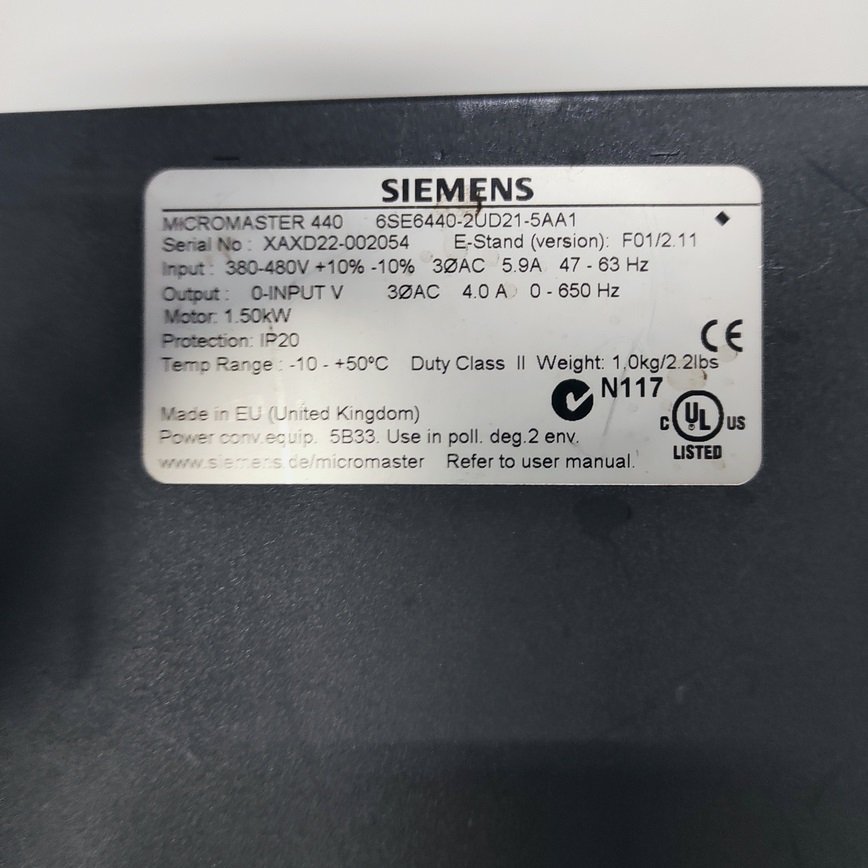 SIEMENS
MICROMASTER 440 6SE6440-2UD21-5AA1
Serial No : XAXD22-002054 E-Stand (version): F01/2.11
Input : 380-480V +10% -10% 3ØAC 5.9A 47 - 63 Hz
Output : 0-INPUT V 3ØAC 4.0 A 0 - 650 Hz
Motor: 1.50kW
Protection: IP20
CE
Temp Range : -10 - +50ºC Duty Class II Weight: 1.0kg/2.2lbs
N117
Made in EU (United Kingdom)
C UL US
Power conv.equip. 5B33. Use in poll. deg.2 env.
LISTED
www.siemens.de/micromaster Refer to user manual.